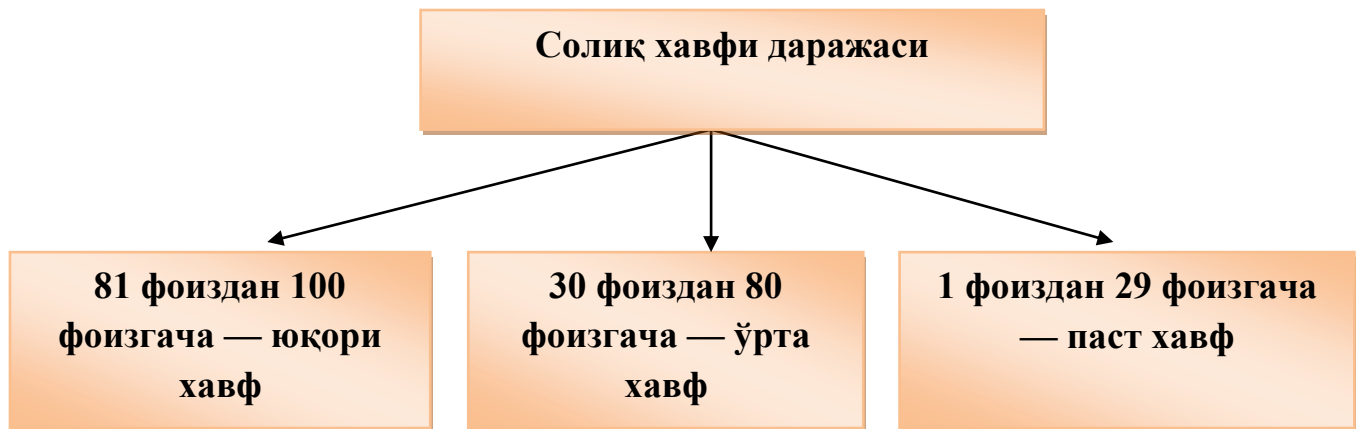 Солиқ хавфи даражаси
81 фоиздан 100
фоизгача — юқори
хавф
30 фоиздан 80
фоизгача — ўрта
хавф
1 фоиздан 29 фоизгача
— паст хавф